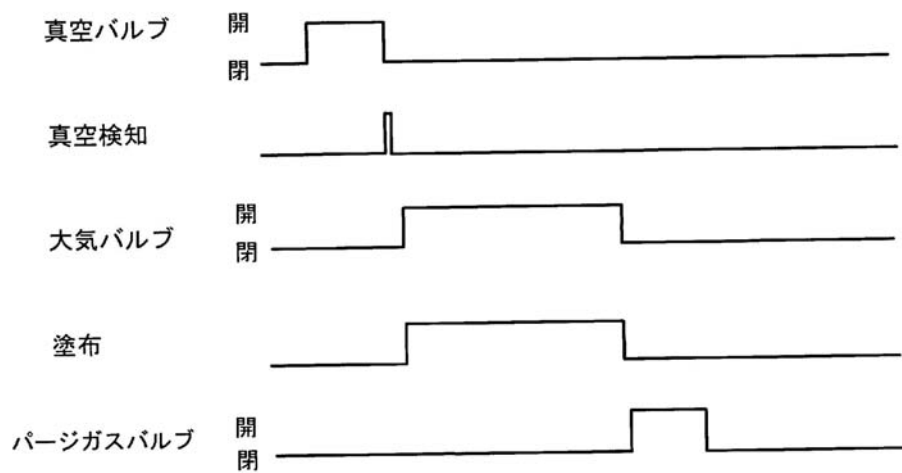 真空バルブ 開
閉
真空検知
大気バルブ 開
閉
塗布
パージガスバルブ 開
閉